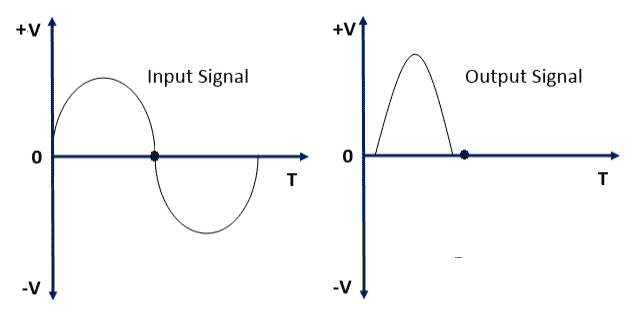 +V
Input Signal
0
T
-V
+V
Output Signal
0
T
-V